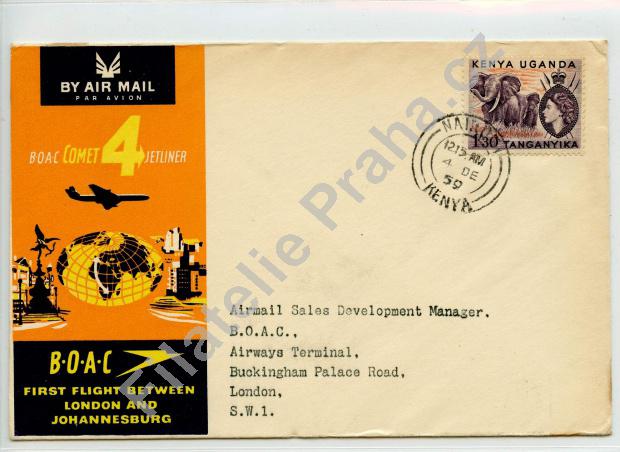 BY AIR MAIL
PAR AVION
BOAC COMET 4 JETLINER
B·O·A·C
FIRST FLIGHT BETWEEN
LONDON AND
JOHANNESBURG
KENYA UGANDA
1/30 TANGANYIKA
NAIROBI
1215 AM
4 DE
59
KENYA
Airmail Sales Development Manager,
B.O.A.C.,
Airways Terminal,
Buckingham Palace Road,
London,
S.W.1.
Filatelie Praha.cz